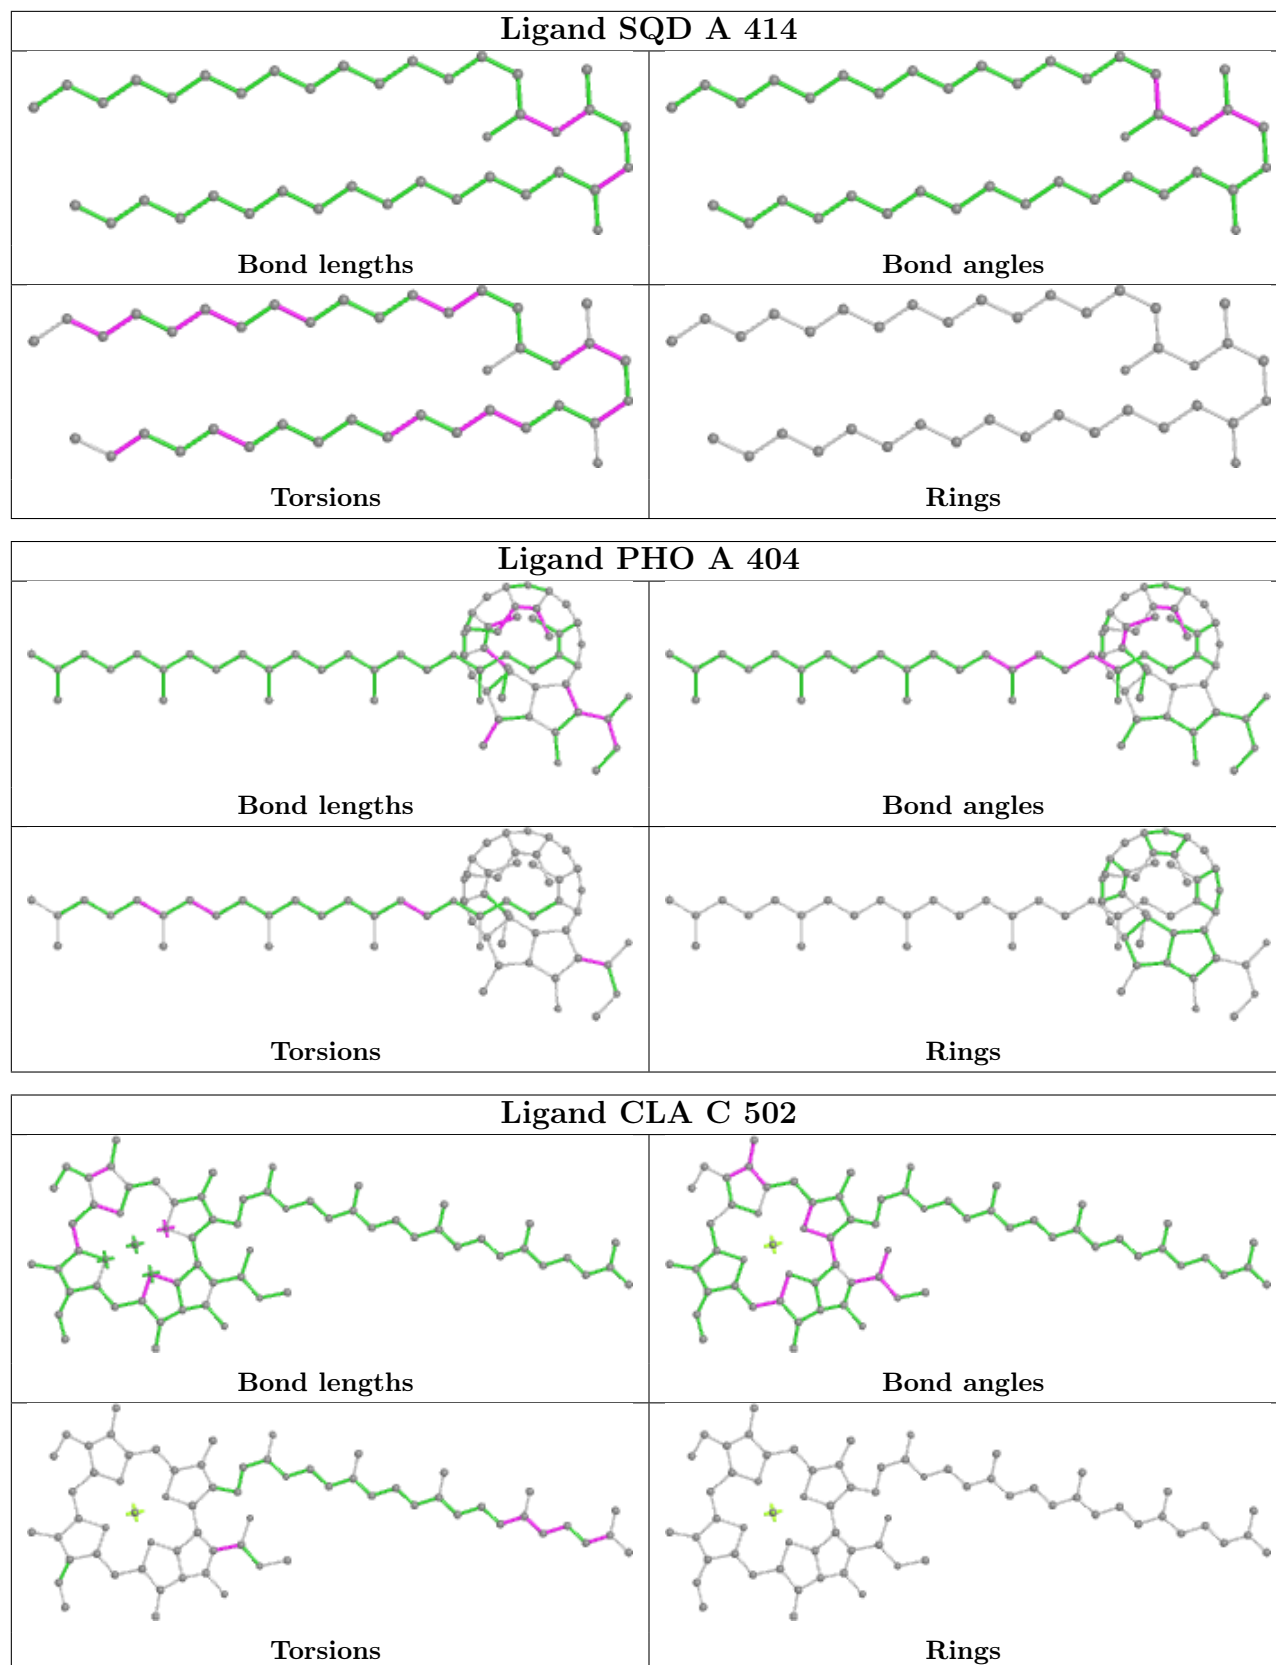 Ligand SQD A 414
Bond lengths
Bond angles
Torsions
Rings
Ligand PHO A 404
Bond lengths
Bond angles
Torsions
Rings
Ligand CLA C 502
Bond lengths
Bond angles
Torsions
Rings